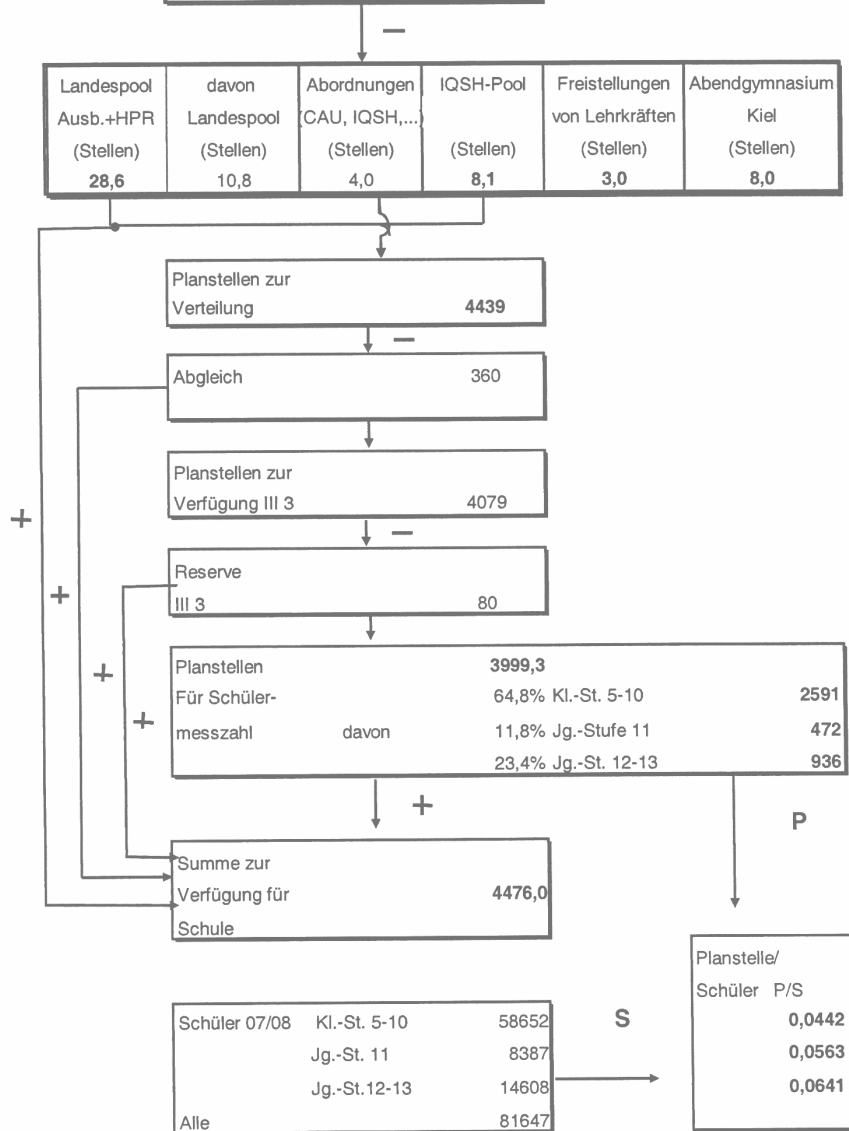 −
Landespool davon Abordnungen IQSH-Pool Freistellungen Abendgymnasium
Ausb.+HPR Landespool (CAU, IQSH,...) von Lehrkräften Kiel
(Stellen) (Stellen) (Stellen) (Stellen) (Stellen) (Stellen)
28,6 10,8 4,0 8,1 3,0 8,0
Planstellen zur
Verteilung 4439
−
Abgleich 360
Planstellen zur
Verfügung III 3 4079
+
−
Reserve
III 3 80
+
Planstellen 3999,3
+
Für Schüler- 64,8% Kl.-St. 5-10 2591
+
messzahl davon 11,8% Jg.-Stufe 11 472
23,4% Jg.-St. 12-13 936
+
P
Summe zur
Verfügung für 4476,0
Schule
Planstelle/
Schüler P/S
0,0442
0,0563
0,0641
S
Schüler 07/08 Kl.-St. 5-10 58652
Jg.-St. 11 8387
Jg.-St.12-13 14608
Alle 81647